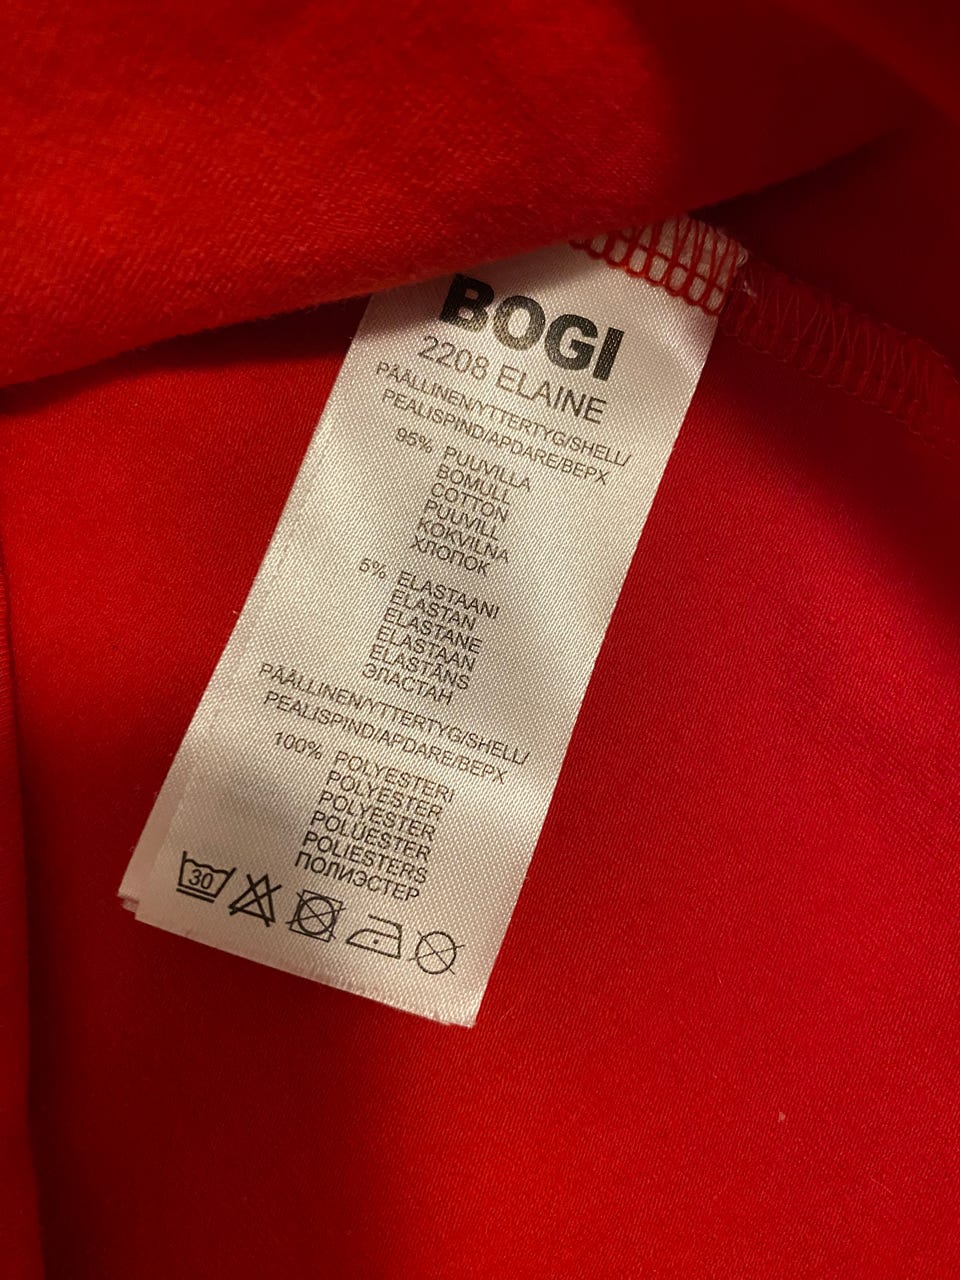 BOGI
2208 ELAINE
PÄÄLLINEN/YTTERTYG/SHELL/
PEALISPIND/APDARE/ВЕРХ
95% PUUVILLA
BOMULL
COTTON
PUUVILL
KOKVILNA
ХЛОПОК
5% ELASTAANI
ELASTAN
ELASTANE
ELASTAAN
ELASTANS
ЭЛАСТАН
PÄÄLLINEN/YTTERTYG/SHELL/
PEALISPIND/APDARE/ВЕРХ
100% POLYESTERI
POLYESTER
POLYESTER
POLÜESTER
POLIESTERS
ПОЛИЭСТЕР
30